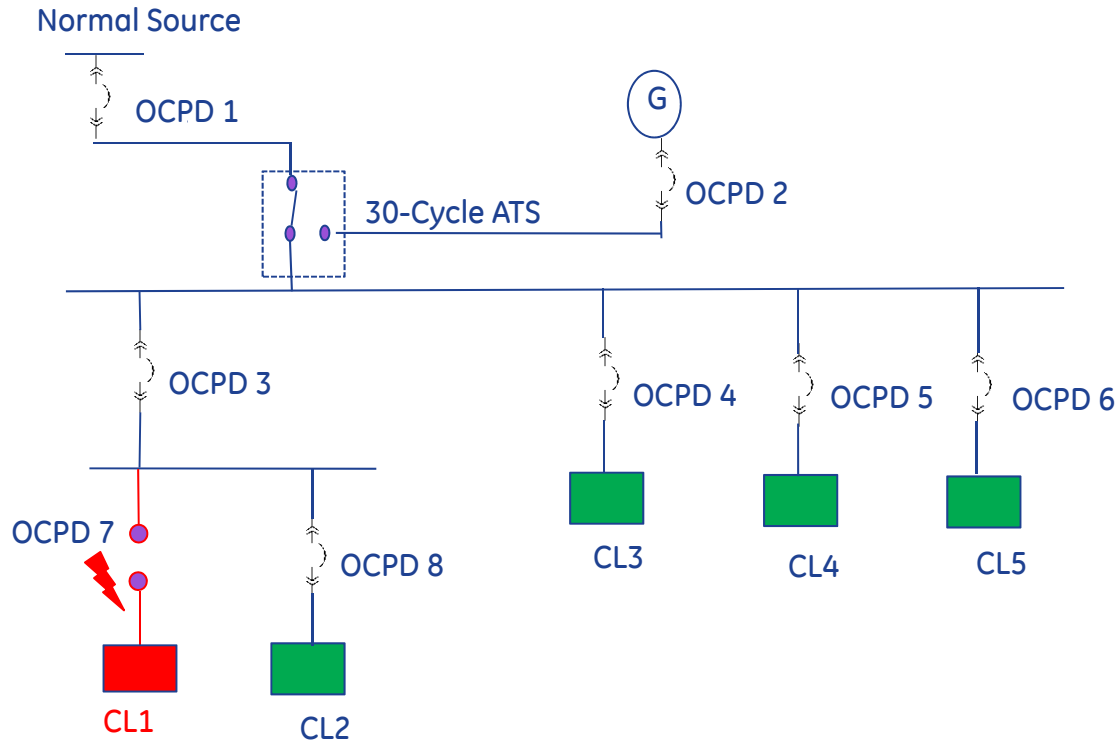 Normal Source
G
OCPD 1
OCPD 2
30-Cycle ATS
OCPD 3
OCPD 4
OCPD 5
OCPD 6
OCPD 7
CL3
CL4
CL5
OCPD 8
CL1
CL2